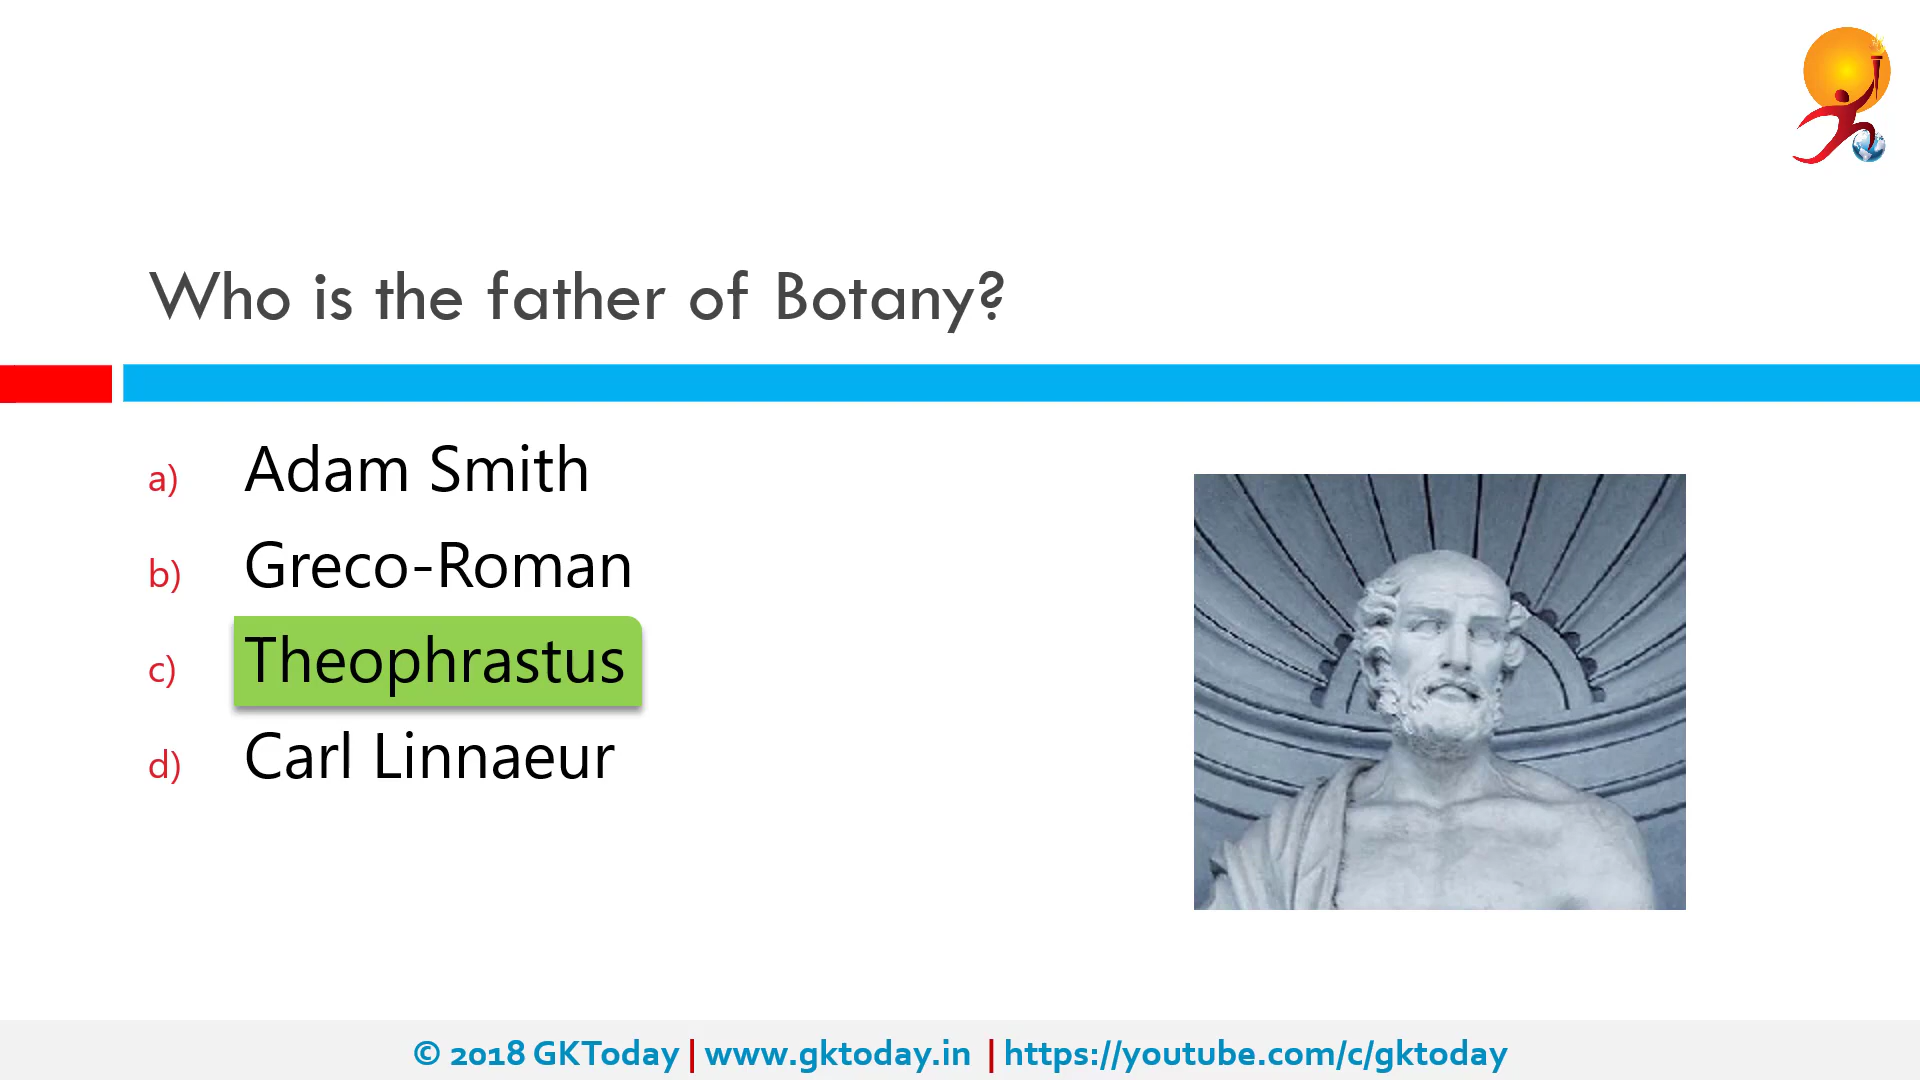 Who is the father of Botany?
a) Adam Smith
b) Greco-Roman
c) Theophrastus
d) Carl Linnaeur
© 2018 GKToday | www.gktoday.in | https://youtube.com/c/gktoday